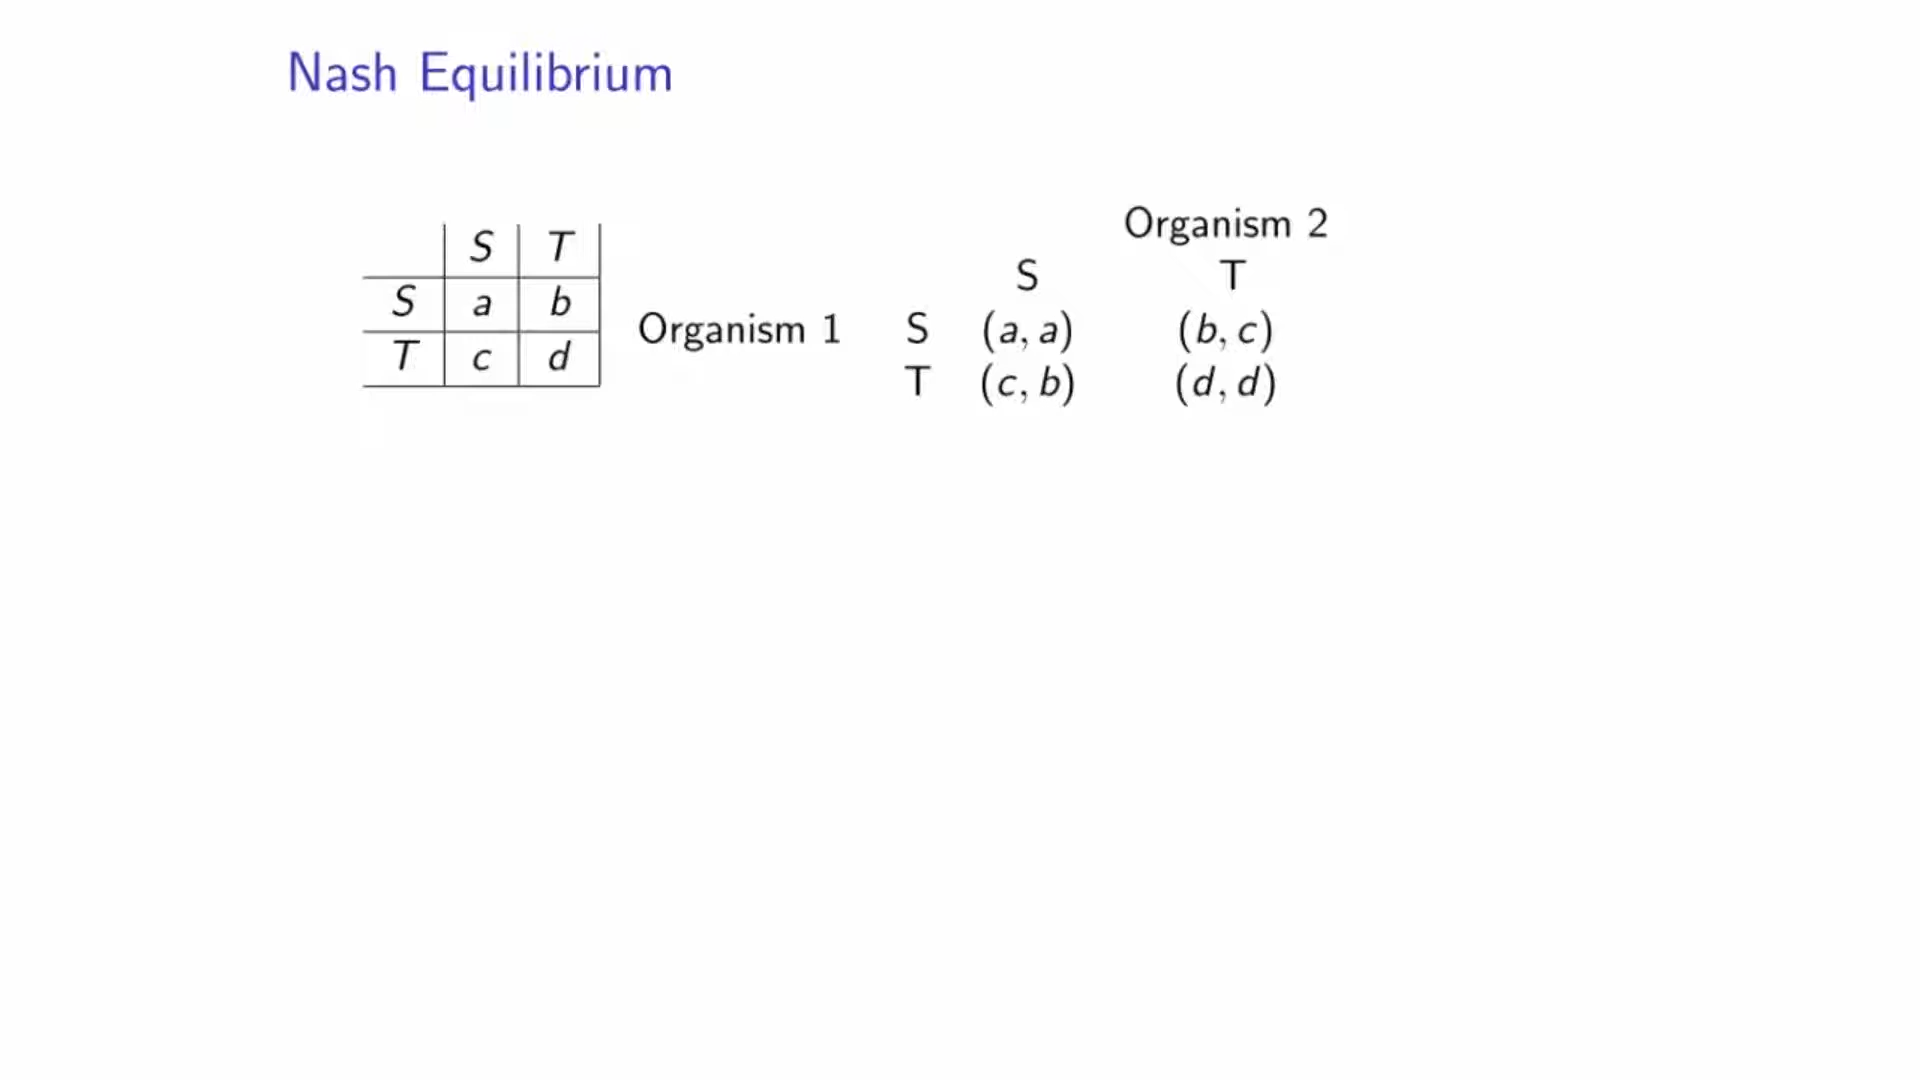 Nash Equilibrium
S T
S a b
T c d
Organism 2
S T
Organism 1 S (a, a) (b, c)
T (c, b) (d, d)